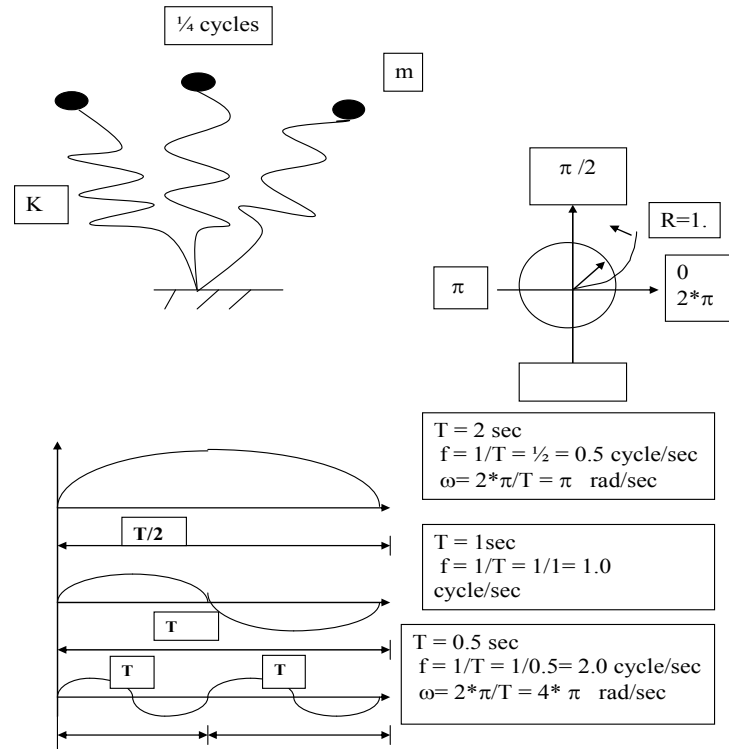 ¼ cycles
m
K
π /2
R=1.
π
0
2*π
T = 2 sec
f = 1/T = ½ = 0.5 cycle/sec
ω= 2*π/T = π rad/sec
T/2
T = 1sec
f = 1/T = 1/1= 1.0
cycle/sec
T
T = 0.5 sec
f = 1/T = 1/0.5= 2.0 cycle/sec
ω= 2*π/T = 4* π rad/sec
T
T